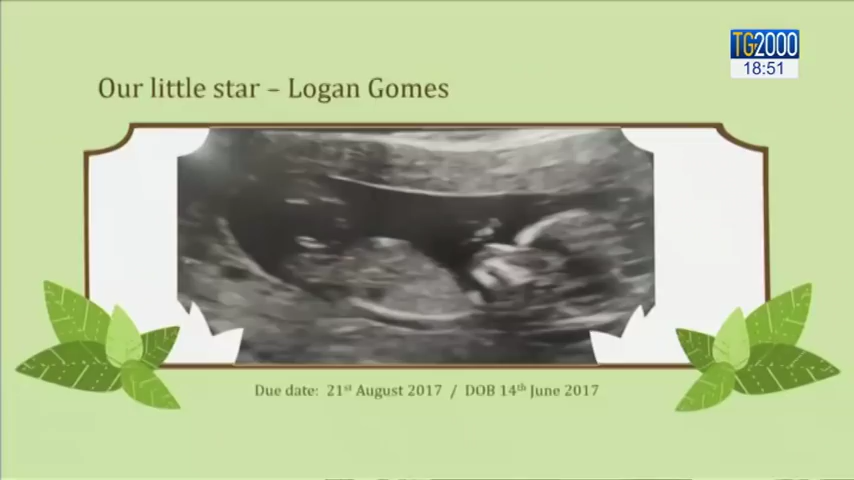 TG2000
18:51
Our little star – Logan Gomes
Due date: 21st August 2017 / DOB 14th June 2017